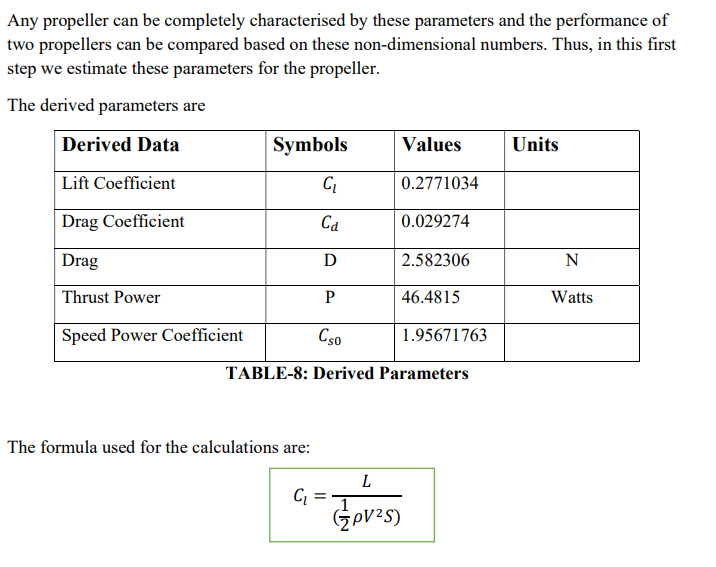 Any propeller can be completely characterised by these parameters and the performance of
two propellers can be compared based on these non-dimensional numbers. Thus, in this first
step we estimate these parameters for the propeller.
The derived parameters are
Derived Data Symbols Values Units
Lift Coefficient C_l 0.2771034
Drag Coefficient C_d 0.029274
Drag D 2.582306 N
Thrust Power P 46.4815 Watts
Speed Power Coefficient C_{s0} 1.95671763
TABLE-8: Derived Parameters
The formula used for the calculations are:
C_l = L / (1/2 ρV²S)